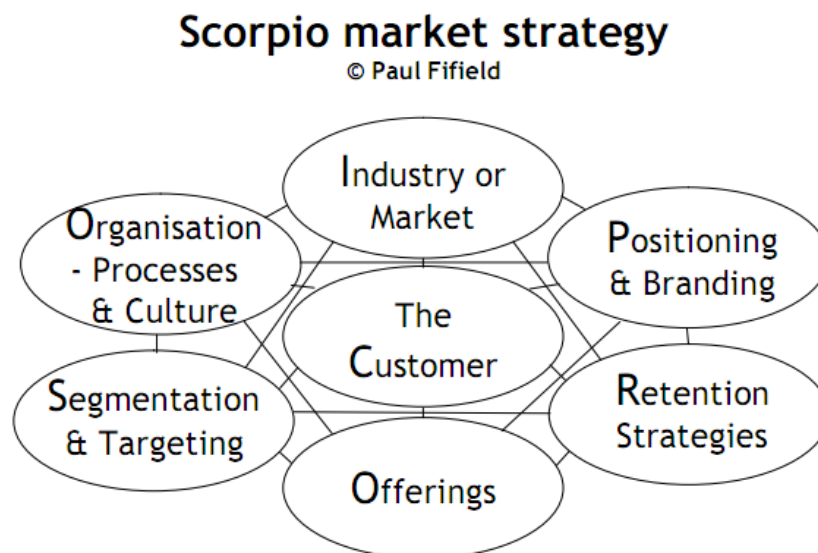 Scorpio market strategy
© Paul Fifield
Industry or
Market
Organisation
- Processes
& Culture
Positioning
& Branding
The
Customer
Segmentation
& Targeting
Retention
Strategies
Offerings